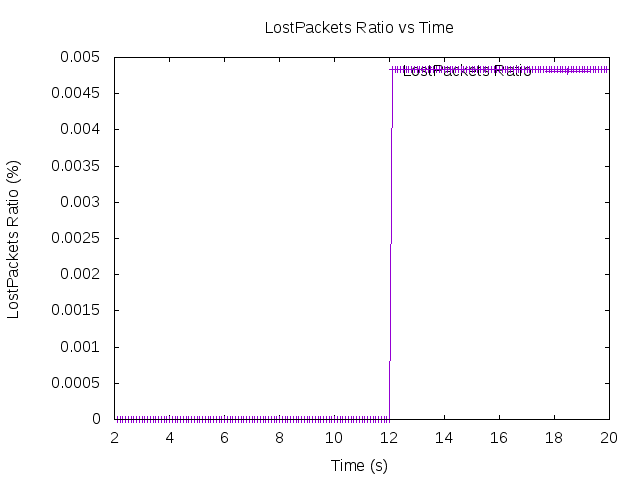 LostPackets Ratio vs Time
0.005
LostPackets Ratio
0.0045
0.004
0.0035
0.003
LostPackets Ratio (%)
0.0025
0.002
0.0015
0.001
0.0005
0
2 4 6 8 10 12 14 16 18 20
Time (s)